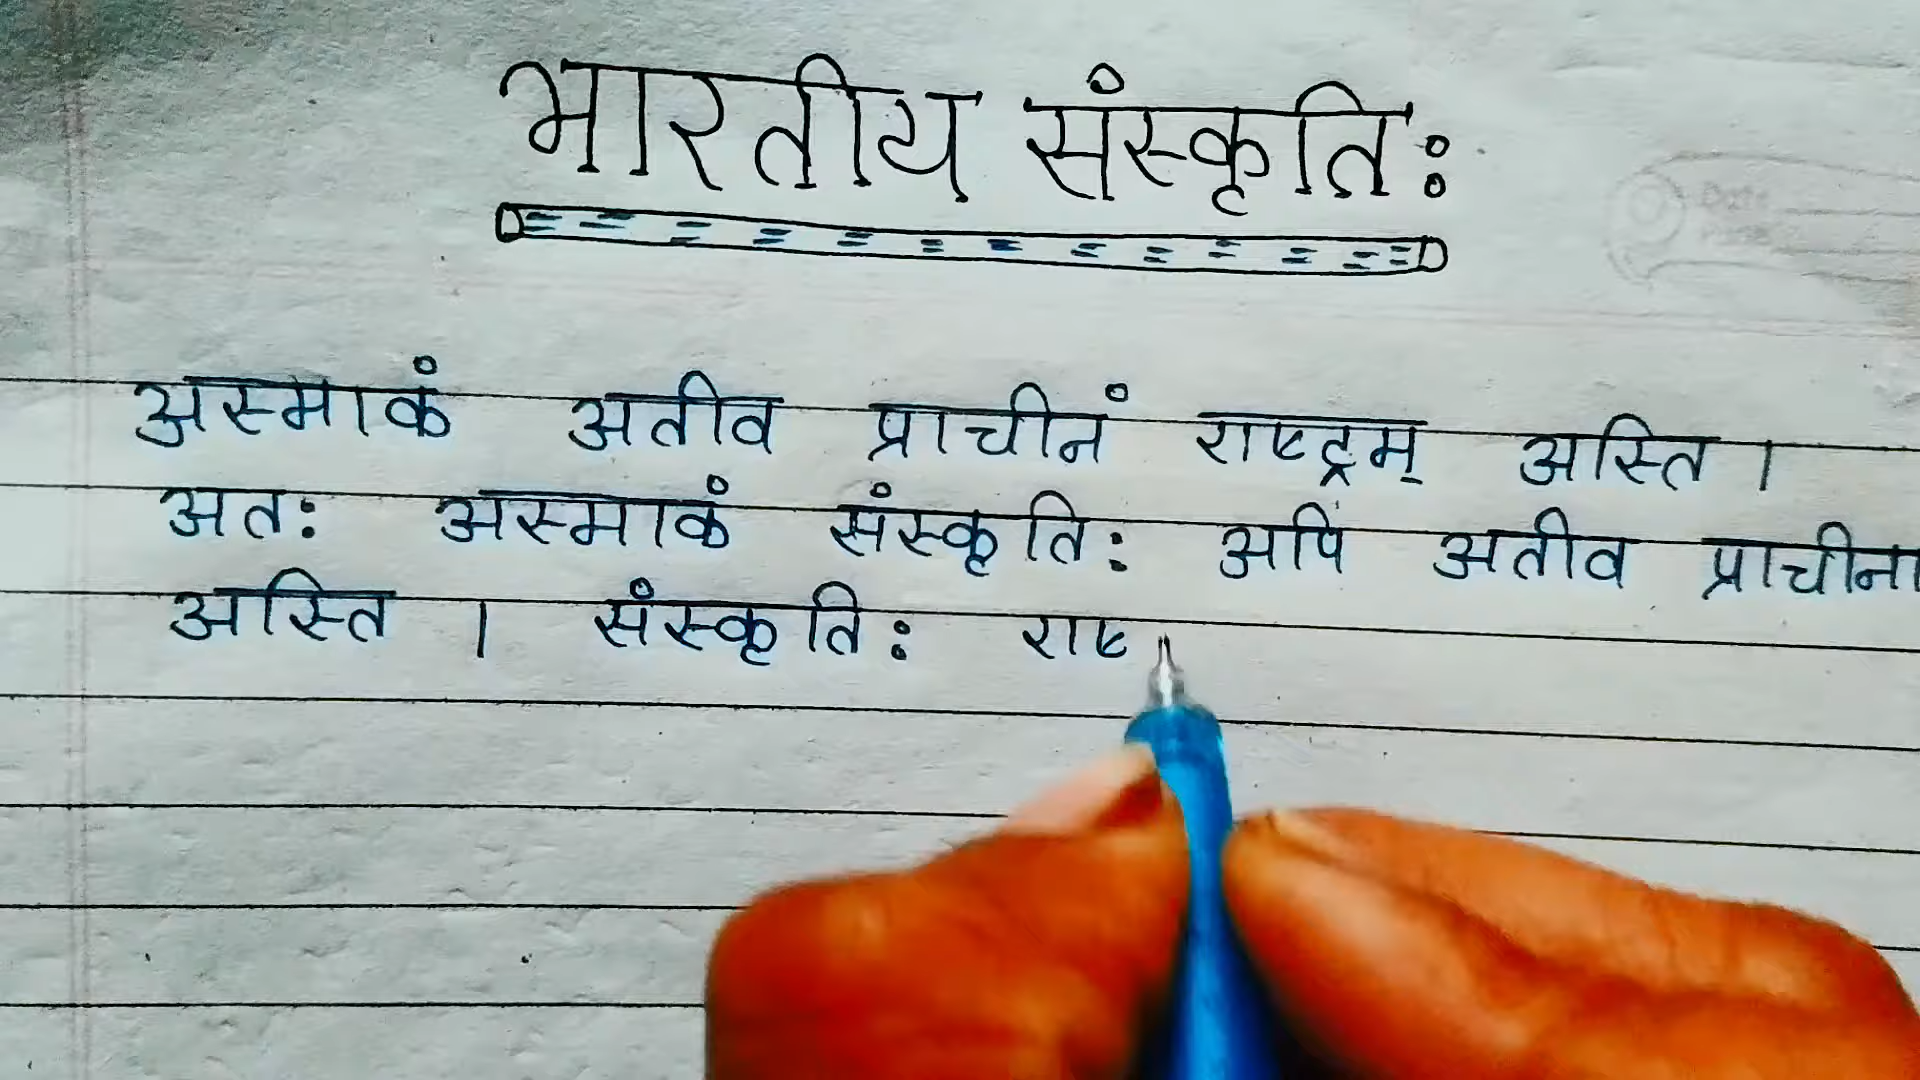 भारतीय संस्कृतिः
अस्माकं अतीव प्राचीनं राष्ट्रम् अस्ति ।
अतः अस्माकं संस्कृतिः अपि अतीव प्राचीना
अस्ति । संस्कृतिः राष